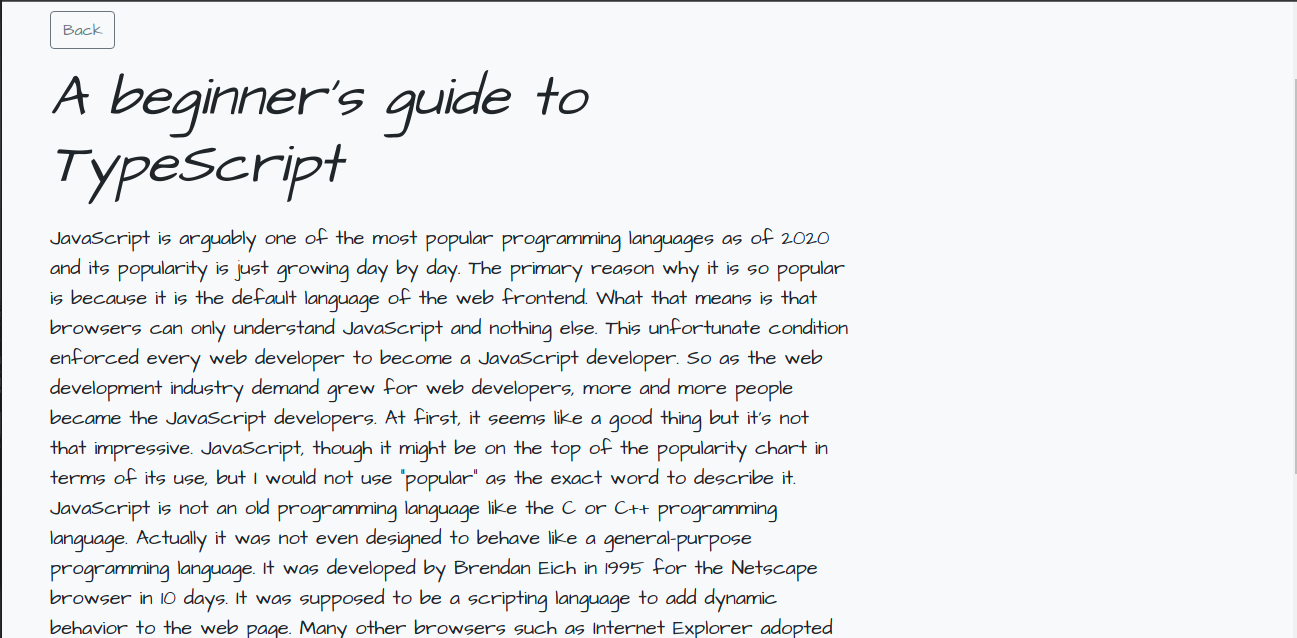 Back
A beginner's guide to
TypeScript
JavaScript is arguably one of the most popular programming languages as of 2020
and its popularity is just growing day by day. The primary reason why it is so popular
is because it is the default language of the web frontend. What that means is that
browsers can only understand JavaScript and nothing else. This unfortunate condition
enforced every web developer to become a JavaScript developer. So as the web
development industry demand grew for web developers, more and more people
became the JavaScript developers. At first, it seems like a good thing but it's not
that impressive. JavaScript, though it might be on the top of the popularity chart in
terms of its use, but I would not use "popular" as the exact word to describe it.
JavaScript is not an old programming language like the C or C++ programming
language. Actually it was not even designed to behave like a general-purpose
programming language. It was developed by Brendan Eich in 1995 for the Netscape
browser in 10 days. It was supposed to be a scripting language to add dynamic
behavior to the web page. Many other browsers such as Internet Explorer adopted